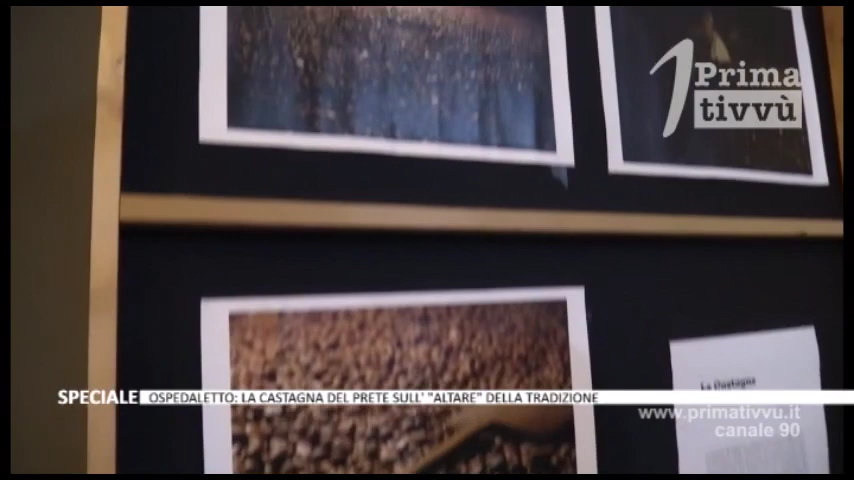 Prima
tivvù
La Castagna
SPECIALE OSPEDALETTO: LA CASTAGNA DEL PRETE SULL' "ALTARE" DELLA TRADIZIONE
www.primativvu.it
canale 90